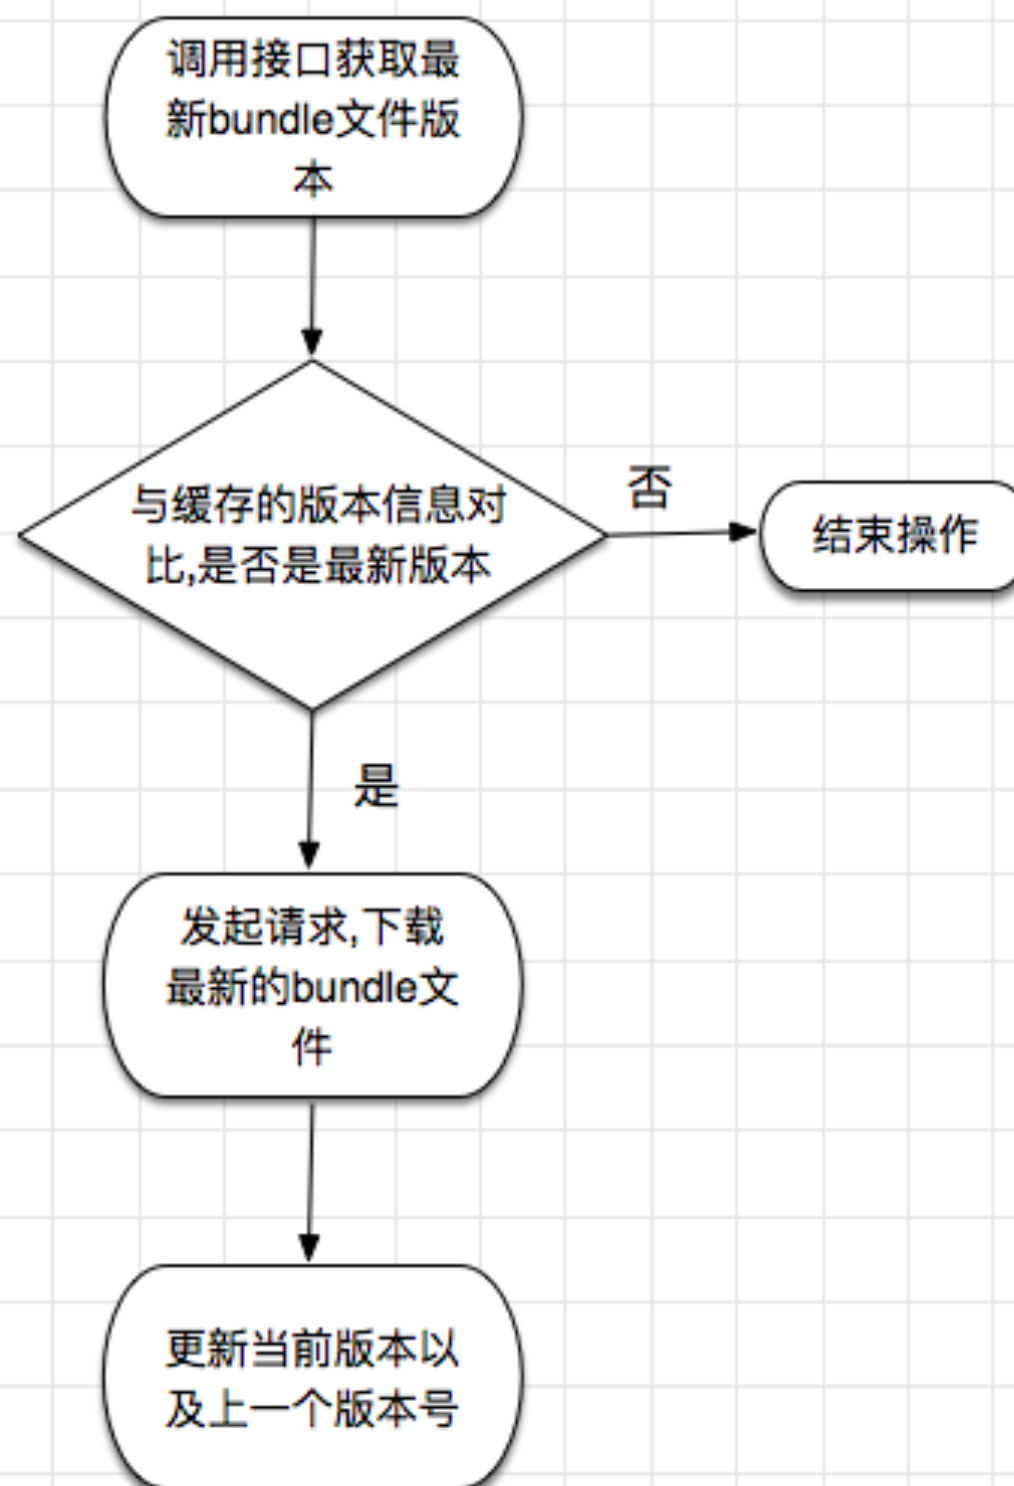 调用接口获取最
新bundle文件版
本
与缓存的版本信息对
比,是否是最新版本
否
结束操作
是
发起请求,下载
最新的bundle文
件
更新当前版本以
及上一个版本号